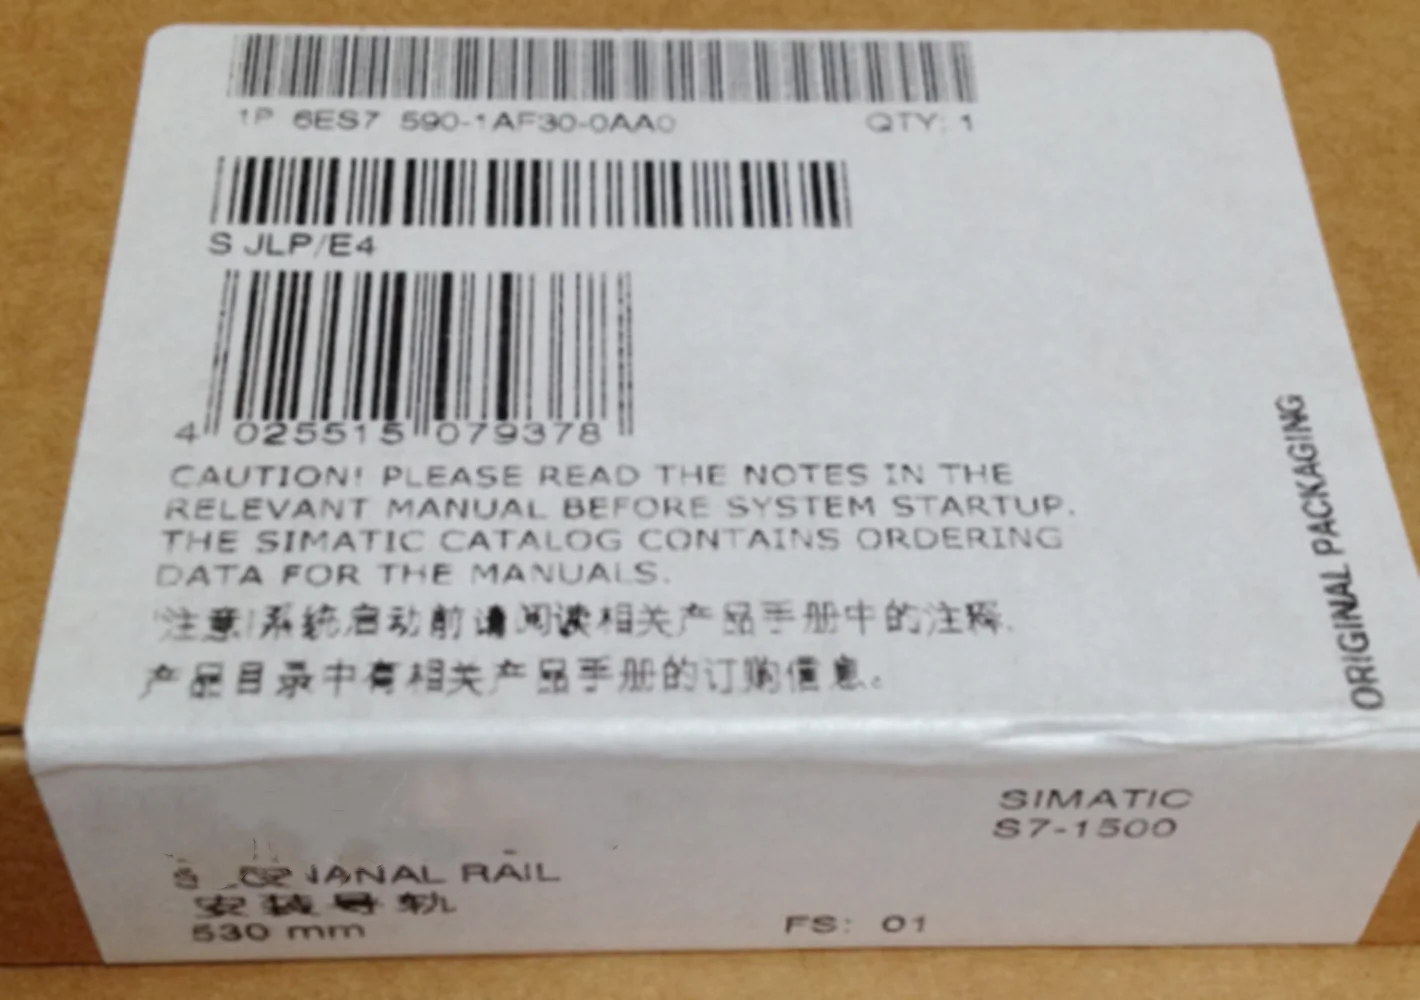 1P 6ES7 590-1AF30-0AA0 QTY: 1
S JLP/E4
4 025515 079378
CAUTION! PLEASE READ THE NOTES IN THE
RELEVANT MANUAL BEFORE SYSTEM STARTUP.
THE SIMATIC CATALOG CONTAINS ORDERING
DATA FOR THE MANUALS.
注意!系统启动前请阅读相关产品手册中的注释.
产品目录中有相关产品手册的订购信息。
ORIGINAL PACKAGING
SIMATIC
S7-1500
RAIL
安装导轨
530 mm
FS: 01